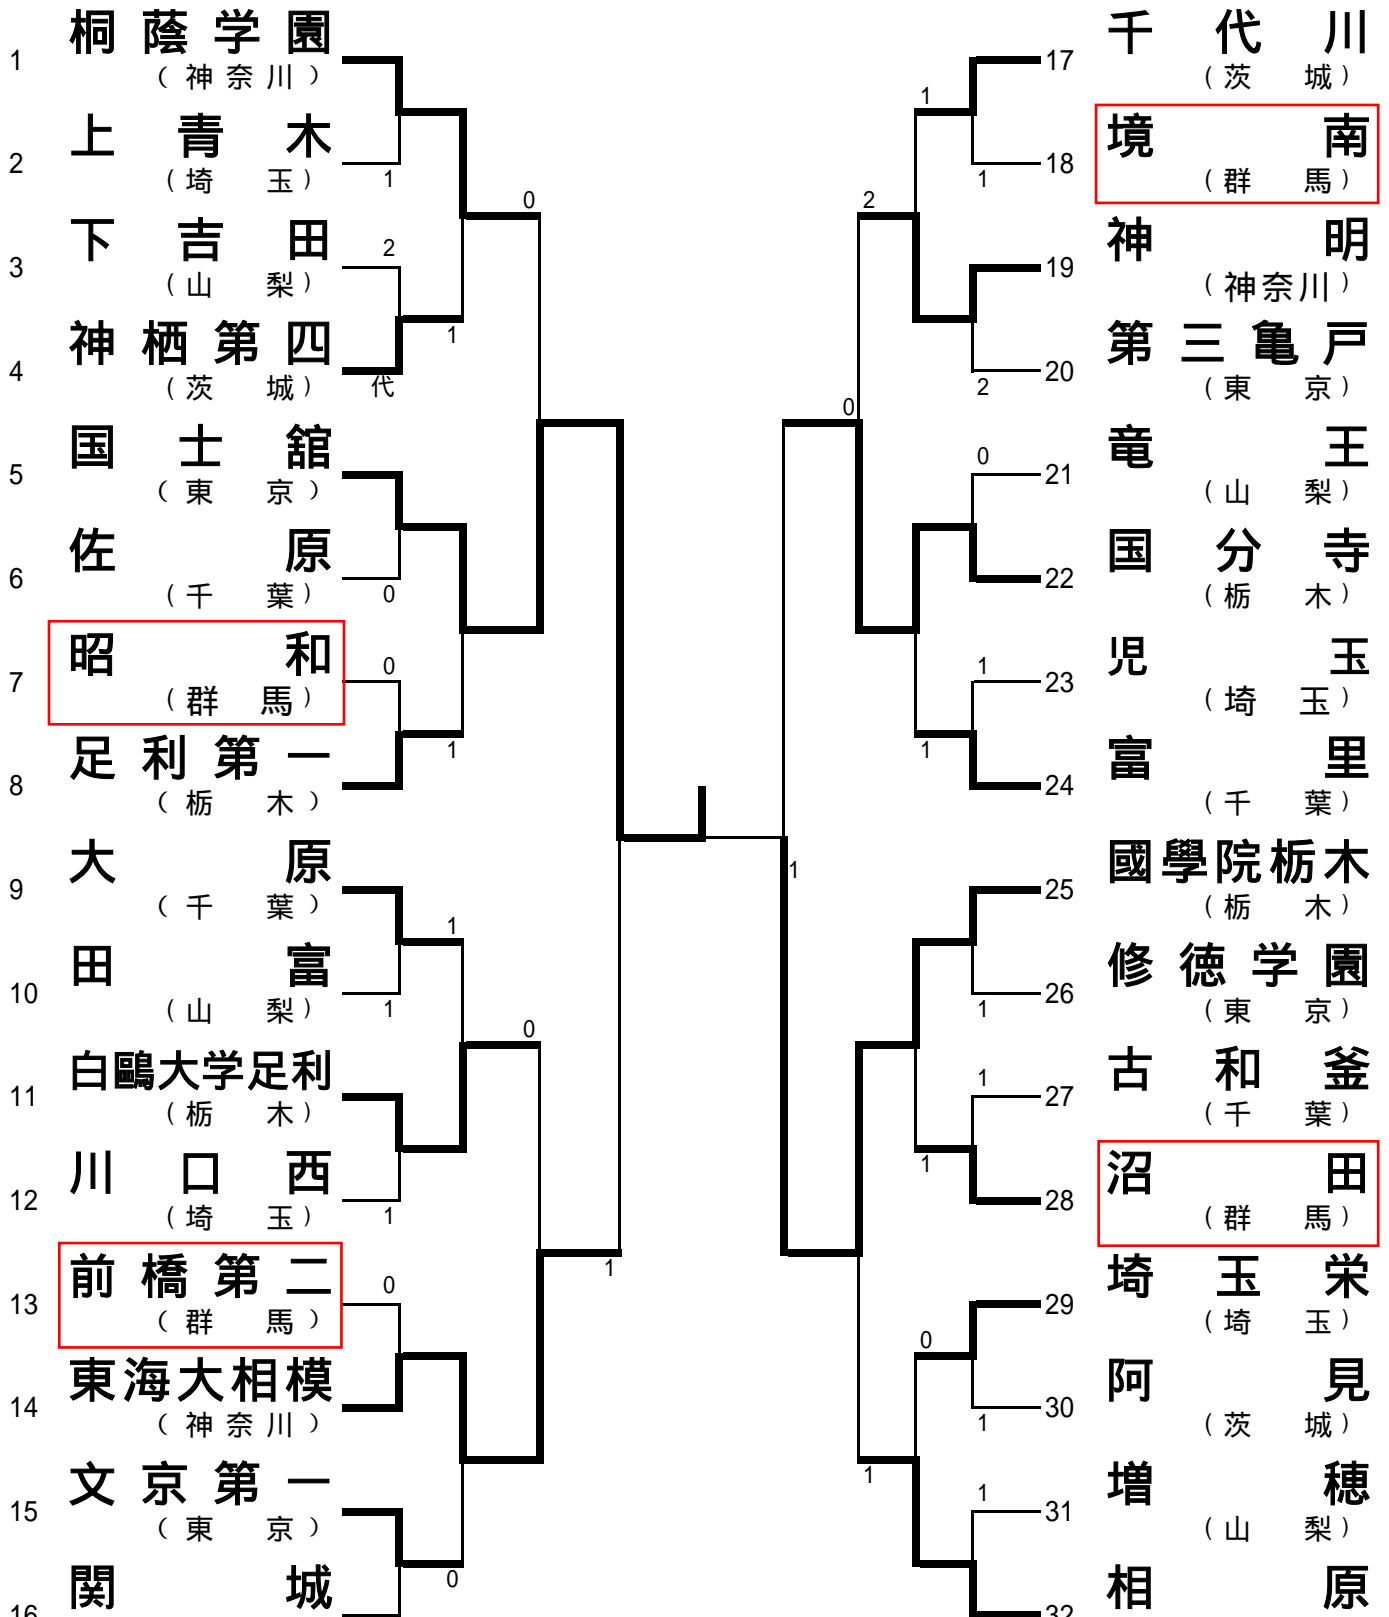 1 桐蔭学園
(神奈川)
2 上青木
(埼玉)
1
3 下吉田
(山梨)
2
4 神栖第四
(茨城)
代
1
0
5 国士舘
(東京)
6 佐原
(千葉)
0
7 昭和
(群馬)
0
8 足利第一
(栃木)
1
9 大原
(千葉)
1
10 田富
(山梨)
1
11 白鷗大学足利
(栃木)
0
12 川口西
(埼玉)
1
13 前橋第二
(群馬)
0
1
14 東海大相模
(神奈川)
15 文京第一
(東京)
16 関城
0
17 千代川
(茨城)
1
18 境南
(群馬)
1
2
19 神明
(神奈川)
20 第三亀戸
(東京)
2
0
21 竜王
(山梨)
0
22 国分寺
(栃木)
23 児玉
(埼玉)
1
24 富里
(千葉)
1
1
25 國學院栃木
(栃木)
26 修徳学園
(東京)
1
27 古和釜
(千葉)
1
28 沼田
(群馬)
1
29 埼玉栄
(埼玉)
0
30 阿見
(茨城)
1
1
31 増穂
(山梨)
1
32 相原